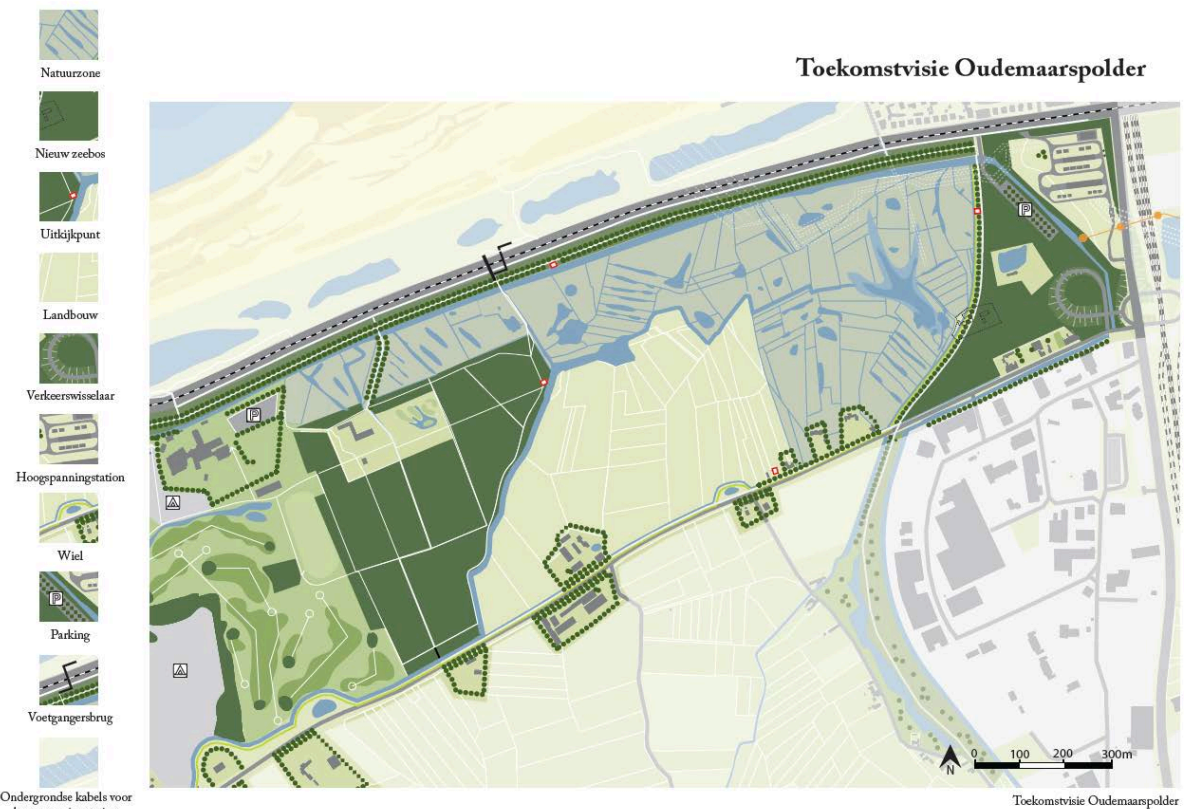 Toekomstvisie Oudemaarspolder
Natuurzone
Nieuw zeebos
Uitkijkpunt
Landbouw
Verkeerswisselaar
Hoogspanningstation
Wiel
Parking
Voetgangersbrug
Ondergrondse kabels voor
P
P
P
N
0 100 200 300m
Toekomstvisie Oudemaarspolder